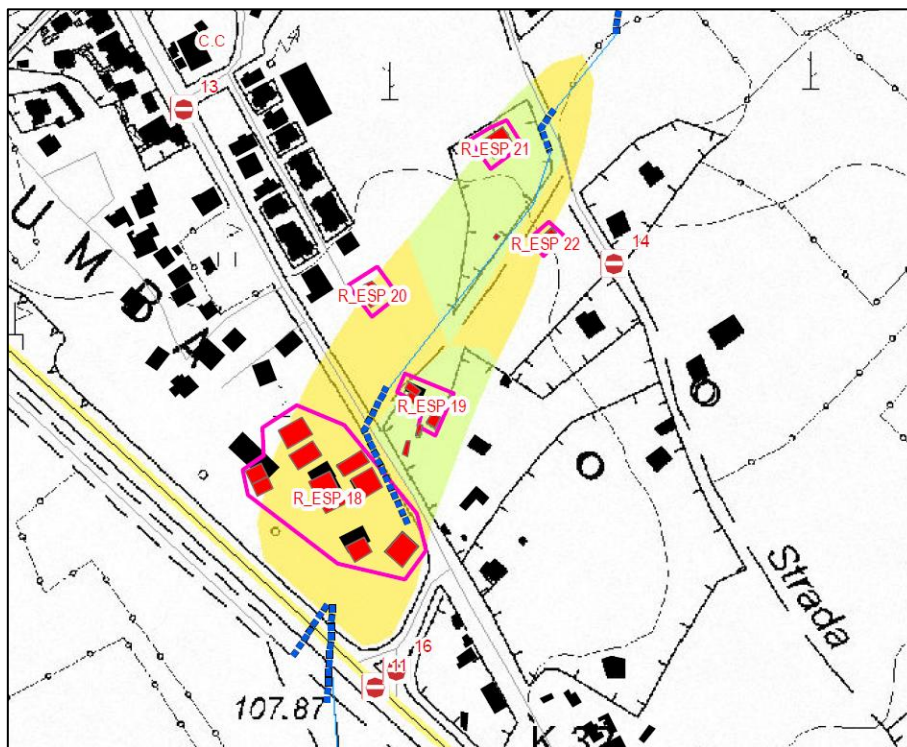 C.C
13
R_ESP 21
R_ESP 22
14
R_ESP 20
U M B A
R_ESP 19
R_ESP 18
O
O
Strada
16
11
107.87
K